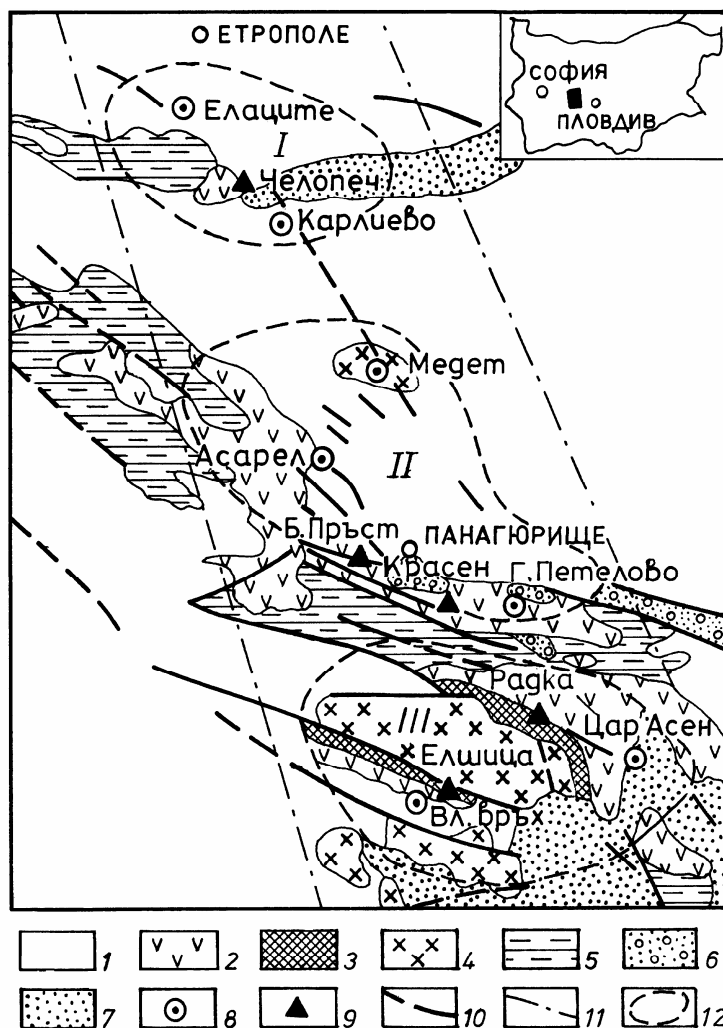 ЕТРОПОЛЕ
СОФИЯ
ПЛОВДИВ
Елаците
I
Челопеч
Карлиево
Медет
Асарел
II
Б. Пръст
ПАНАГЮРИЩЕ
Красен
Г. Петелово
Радка
III
Цар Асен
Елшица
Вл. връх
1
2
3
4
5
6
7
8
9
10
11
12